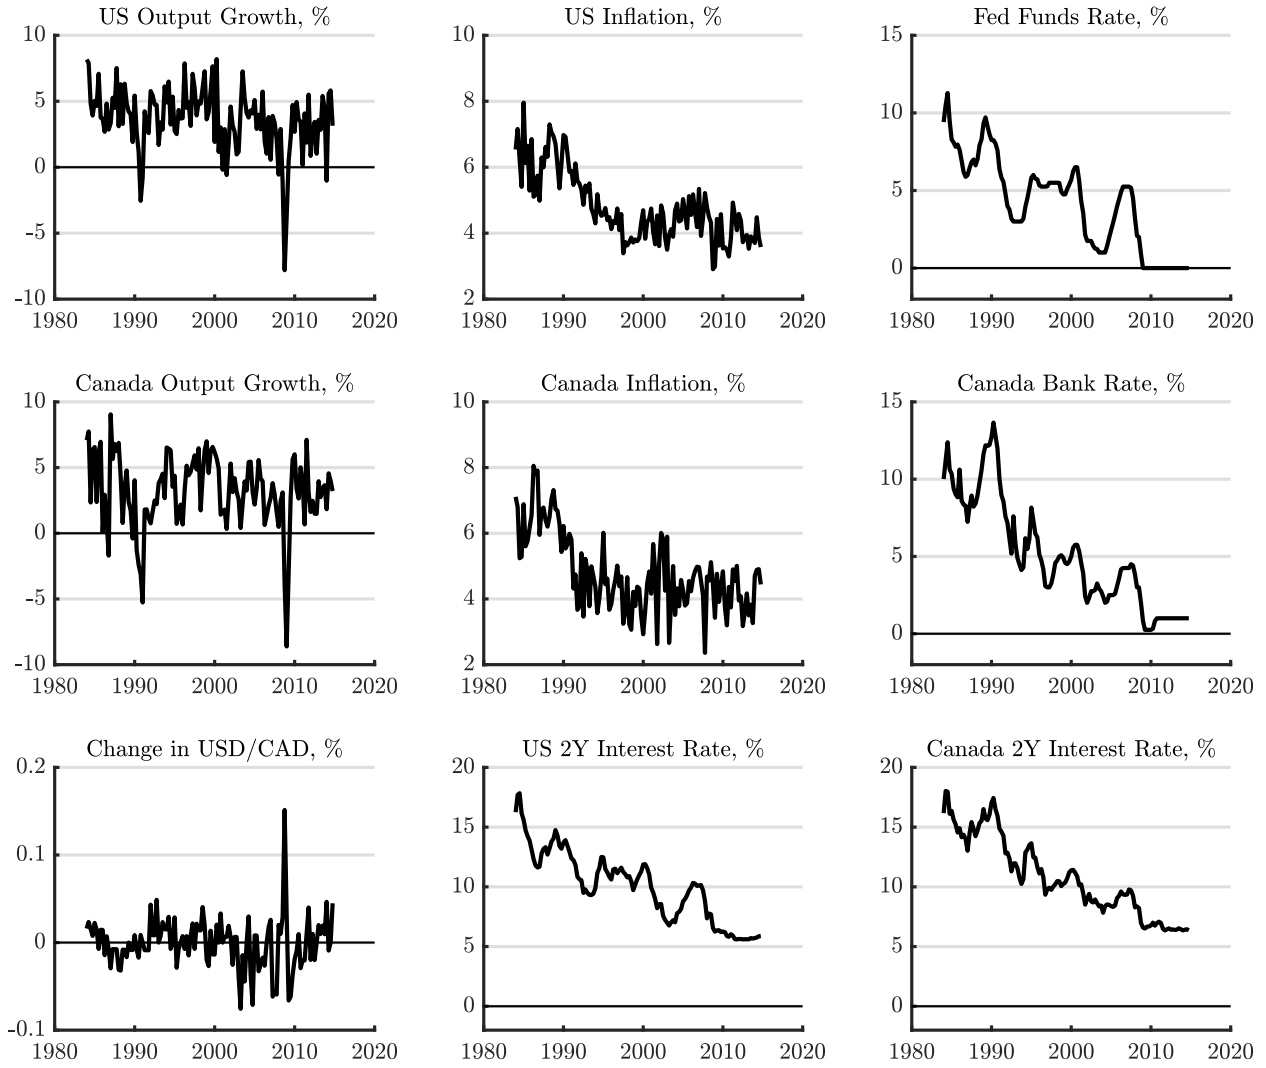 US Output Growth, %
10
5
0
-5
-10
1980 1990 2000 2010 2020
US Inflation, %
10
8
6
4
2
1980 1990 2000 2010 2020
Fed Funds Rate, %
15
10
5
0
1980 1990 2000 2010 2020
Canada Output Growth, %
10
5
0
-5
-10
1980 1990 2000 2010 2020
Canada Inflation, %
10
8
6
4
2
1980 1990 2000 2010 2020
Canada Bank Rate, %
15
10
5
0
1980 1990 2000 2010 2020
Change in USD/CAD, %
0.2
0.1
0
-0.1
1980 1990 2000 2010 2020
US 2Y Interest Rate, %
20
15
10
5
0
1980 1990 2000 2010 2020
Canada 2Y Interest Rate, %
20
15
10
5
0
1980 1990 2000 2010 2020